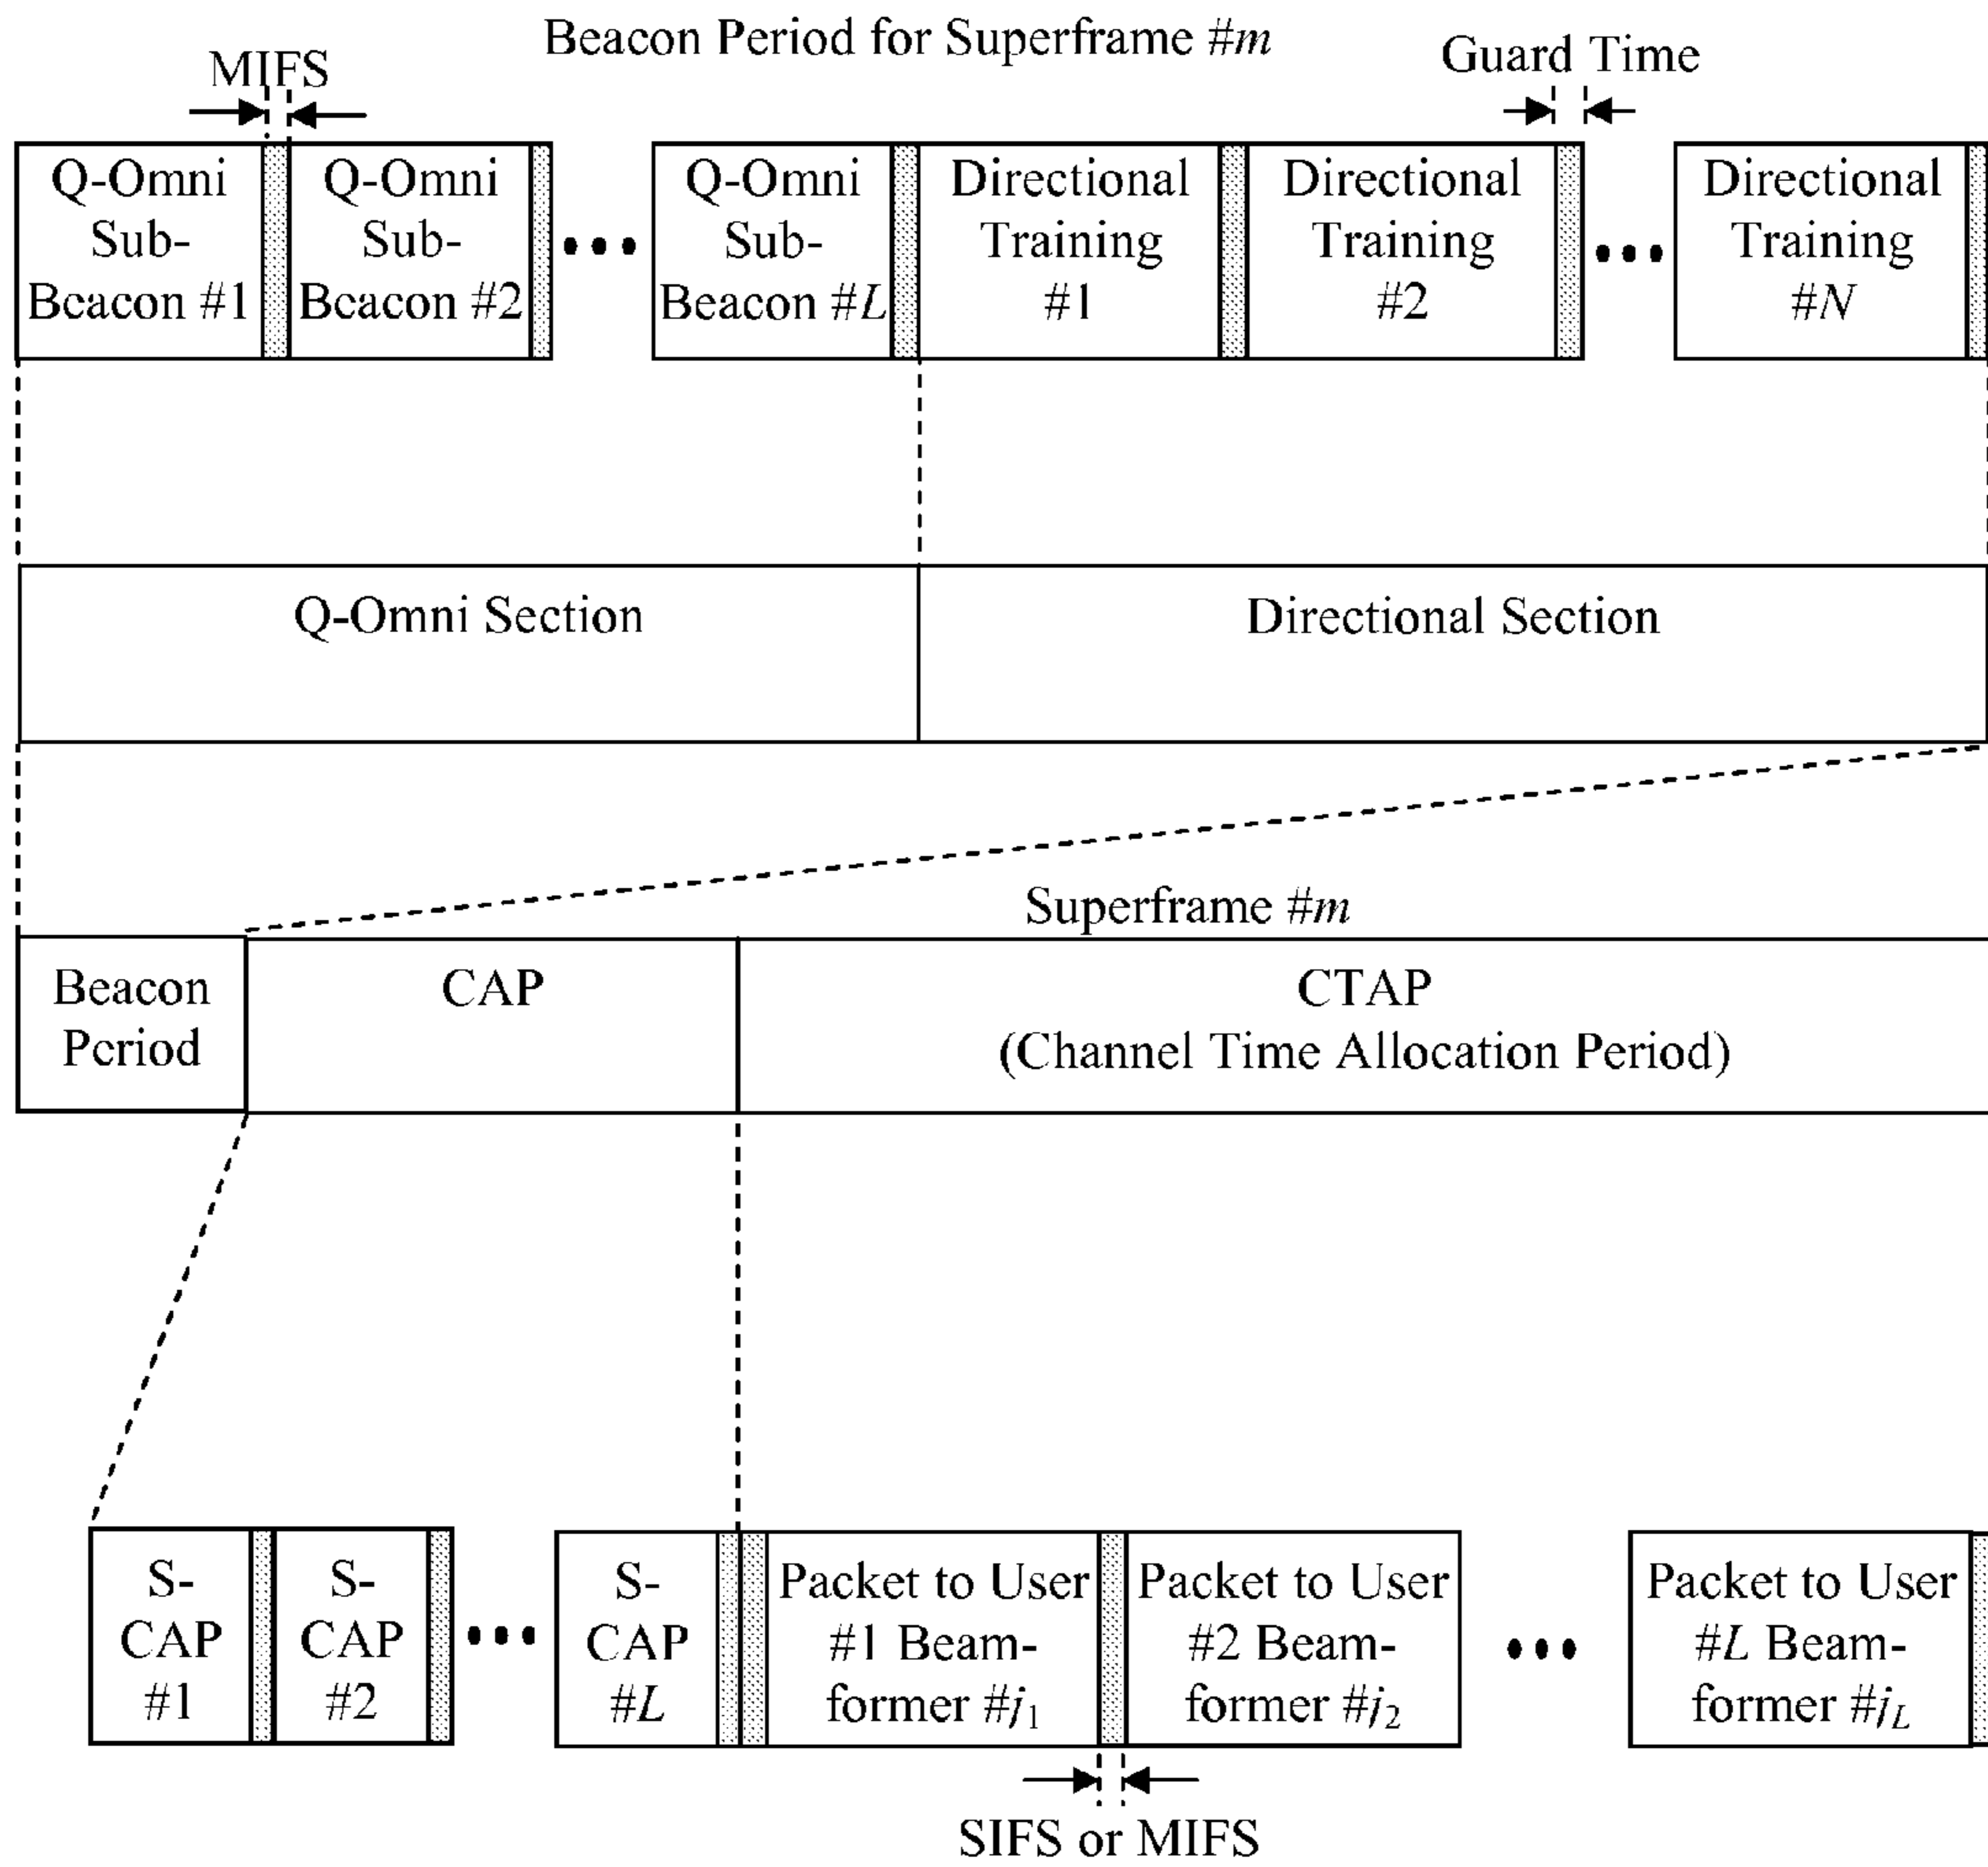 Beacon Period for Superframe #m
MIFS
Guard Time
Q-Omni
Sub-
Beacon #1
Q-Omni
Sub-
Beacon #2
Q-Omni
Sub-
Beacon #L
Directional
Training
#1
Directional
Training
#2
Directional
Training
#N
Q-Omni Section
Directional Section
Superframe #m
Beacon
Period
CAP
CTAP
(Channel Time Allocation Period)
S-
CAP
#1
S-
CAP
#2
S-
CAP
#L
Packet to User
#1 Beam-
former #j₁
Packet to User
#2 Beam-
former #j₂
Packet to User
#L Beam-
former #j_L
SIFS or MIFS